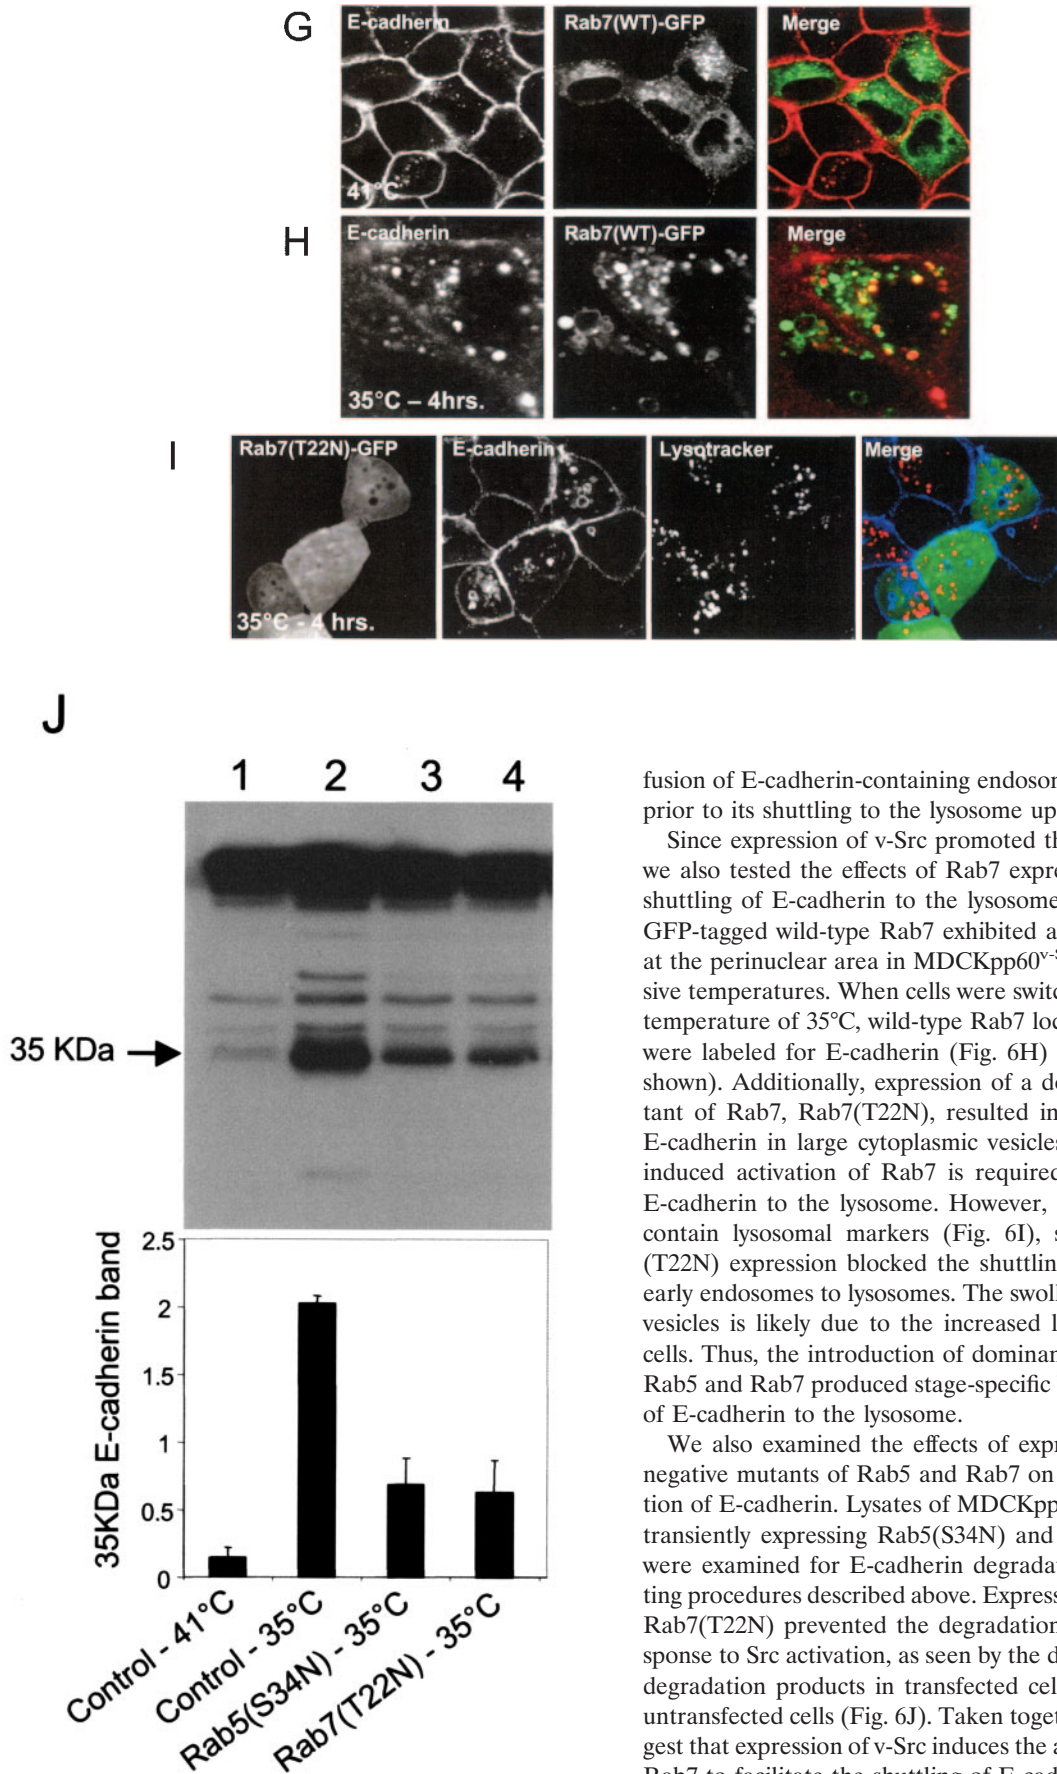 G
E-cadherin
Rab7(WT)-GFP
Merge
41°C
H
E-cadherin
Rab7(WT)-GFP
Merge
35°C – 4hrs.
I
Rab7(T22N)-GFP
E-cadherin
Lysotracker
Merge
35°C - 4 hrs.
J
1 2 3 4
35 KDa
35KDa E-cadherin band
2.5
2
1.5
1
0.5
0
Control - 41°C
Control - 35°C
Rab5(S34N) - 35°C
Rab7(T22N) - 35°C
fusion of E-cadherin-containing endosor
prior to its shuttling to the lysosome up
Since expression of v-Src promoted th
we also tested the effects of Rab7 expre
shuttling of E-cadherin to the lysosome
GFP-tagged wild-type Rab7 exhibited a
at the perinuclear area in MDCKpp60v-S
sive temperatures. When cells were switc
temperature of 35°C, wild-type Rab7 loc
were labeled for E-cadherin (Fig. 6H)
shown). Additionally, expression of a do
tant of Rab7, Rab7(T22N), resulted in
E-cadherin in large cytoplasmic vesicles
induced activation of Rab7 is required
E-cadherin to the lysosome. However,
contain lysosomal markers (Fig. 6I), s
(T22N) expression blocked the shuttlin
early endosomes to lysosomes. The swoll
vesicles is likely due to the increased l
cells. Thus, the introduction of dominan
Rab5 and Rab7 produced stage-specific
of E-cadherin to the lysosome.
We also examined the effects of expr
negative mutants of Rab5 and Rab7 on
tion of E-cadherin. Lysates of MDCKpp
transiently expressing Rab5(S34N) and
were examined for E-cadherin degradat
ting procedures described above. Express
Rab7(T22N) prevented the degradation
sponse to Src activation, as seen by the d
degradation products in transfected cel
untransfected cells (Fig. 6J). Taken toget
gest that expression of v-Src induces the a
Rab7 to facilitate the shuttling of E-cad